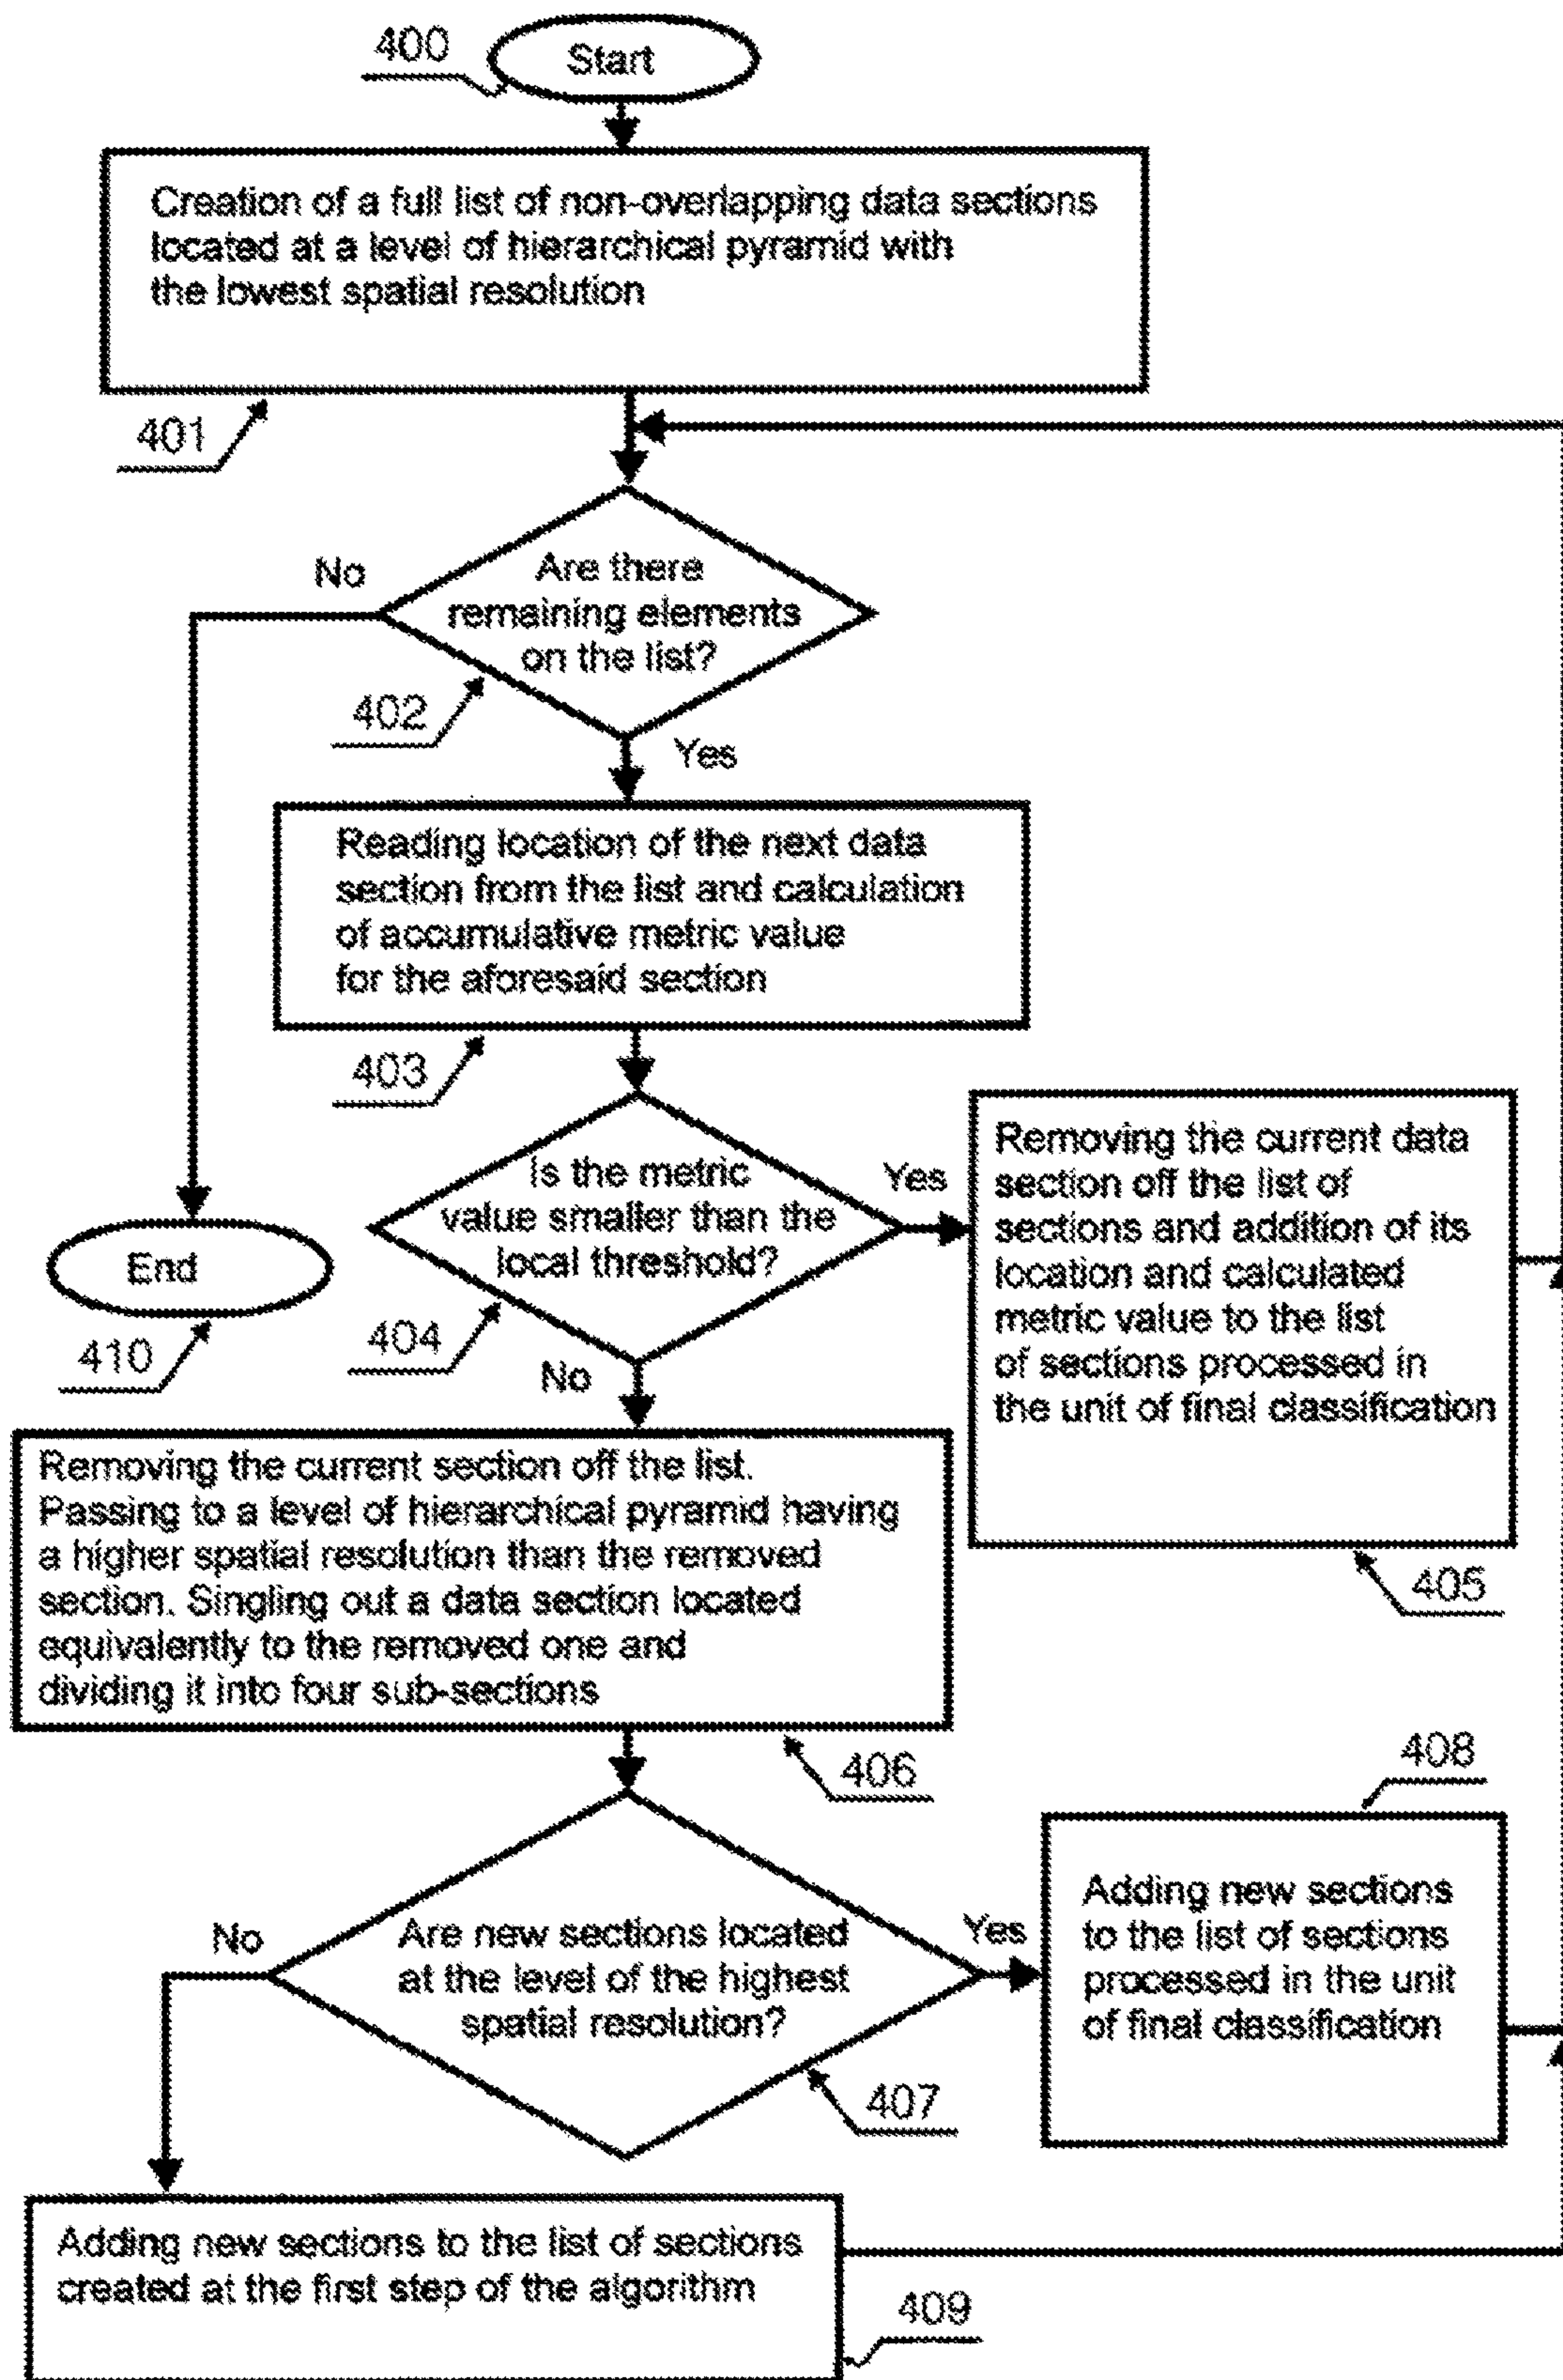 400
Start
Creation of a full list of non-overlapping data sections
located at a level of hierarchical pyramid with
the lowest spatial resolution
401
No
Are there
remaining elements
on the list?
402
Yes
Reading location of the next data
section from the list and calculation
of accumulative metric value
for the aforesaid section
403
Is the metric
value smaller than the
local threshold?
Yes
404
No
Removing the current data
section off the list of
sections and addition of its
location and calculated
metric value to the list
of sections processed in
the unit of final classification
405
End
410
Removing the current section off the list.
Passing to a level of hierarchical pyramid having
a higher spatial resolution than the removed
section. Singling out a data section located
equivalently to the removed one and
dividing it into four sub-sections
406
408
No
Are new sections located
at the level of the highest
spatial resolution?
Yes
407
Adding new sections
to the list of sections
processed in the unit
of final classification
Adding new sections to the list of sections
created at the first step of the algorithm
409